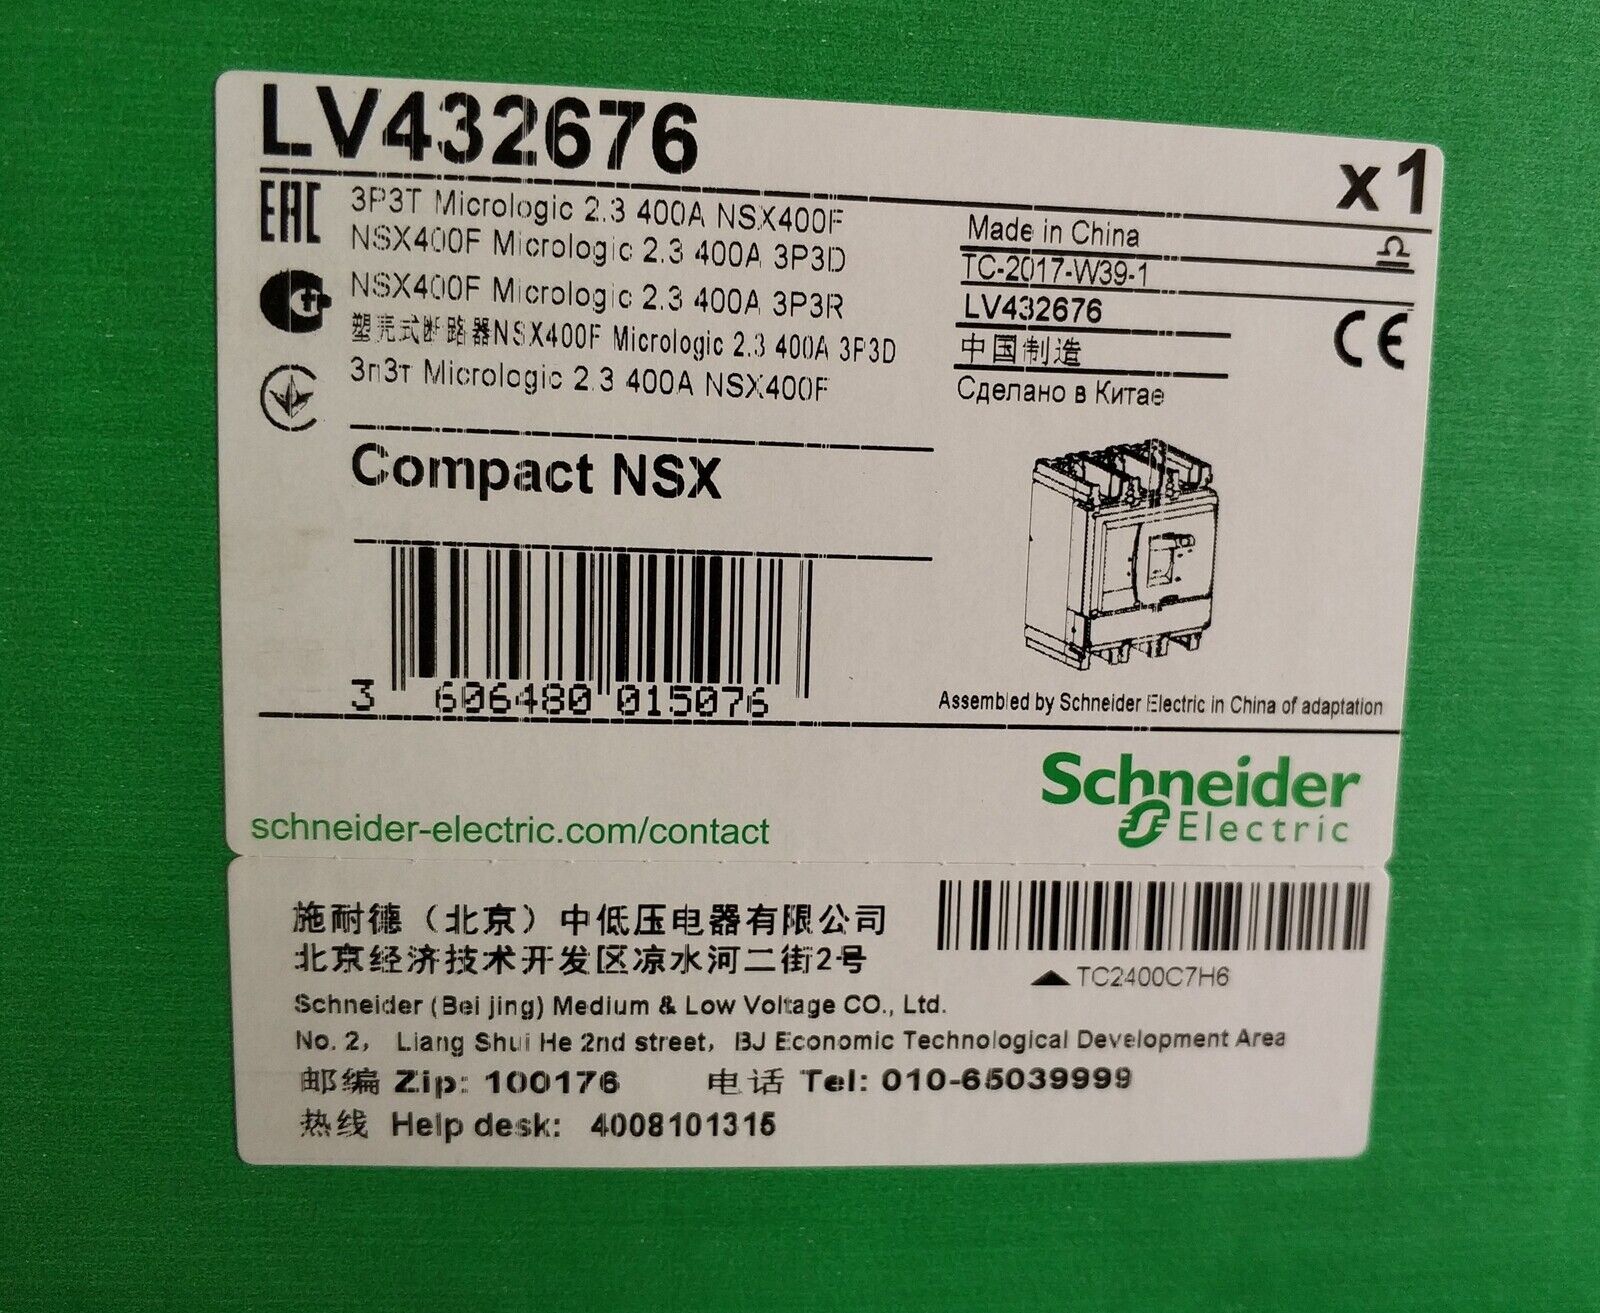 LV432676
x1
EAC
3P3T Micrologic 2.3 400A NSX400F
NSX400F Micrologic 2.3 400A 3P3D
NSX400F Micrologic 2.3 400A 3P3R
塑壳式断路器NSX400F Micrologic 2.3 400A 3P3D
3п3т Micrologic 2.3 400A NSX400F
Made in China
TC-2017-W39-1
LV432676
中国制造
Сделано в Китае
CE
Compact NSX
3 606480 015076
Assembled by Schneider Electric in China of adaptation
schneider-electric.com/contact
Schneider
Electric
施耐德（北京）中低压电器有限公司
北京经济技术开发区凉水河二街2号
TC2400C7H6
Schneider (Beijing) Medium & Low Voltage CO., Ltd.
No. 2, Liang Shui He 2nd street, BJ Economic Technological Development Area
邮编 Zip: 100176 电话 Tel: 010-65039999
热线 Help desk: 4008101315